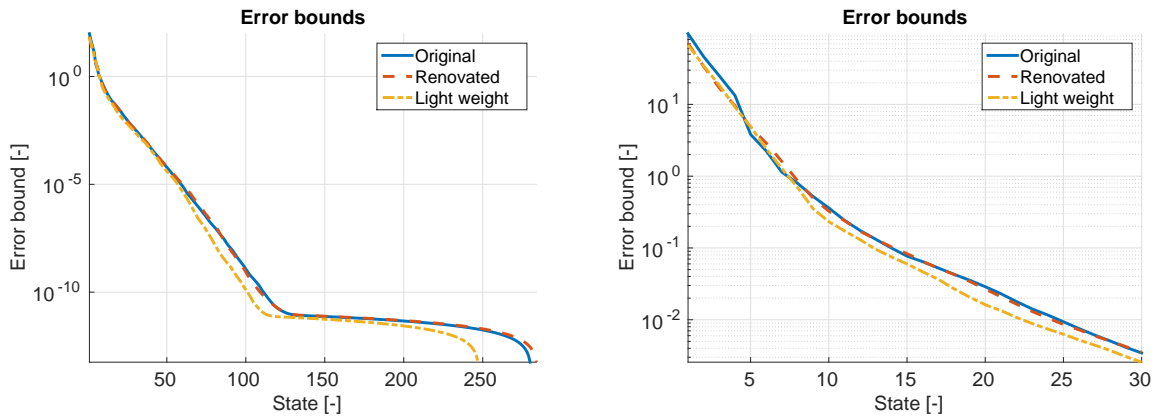 Error bounds
Original
Renovated
Light weight
10^0
10^-5
10^-10
Error bound [-]
50
100
150
200
250
State [-]
Error bounds
Original
Renovated
Light weight
10^1
10^0
10^-1
10^-2
Error bound [-]
5
10
15
20
25
30
State [-]